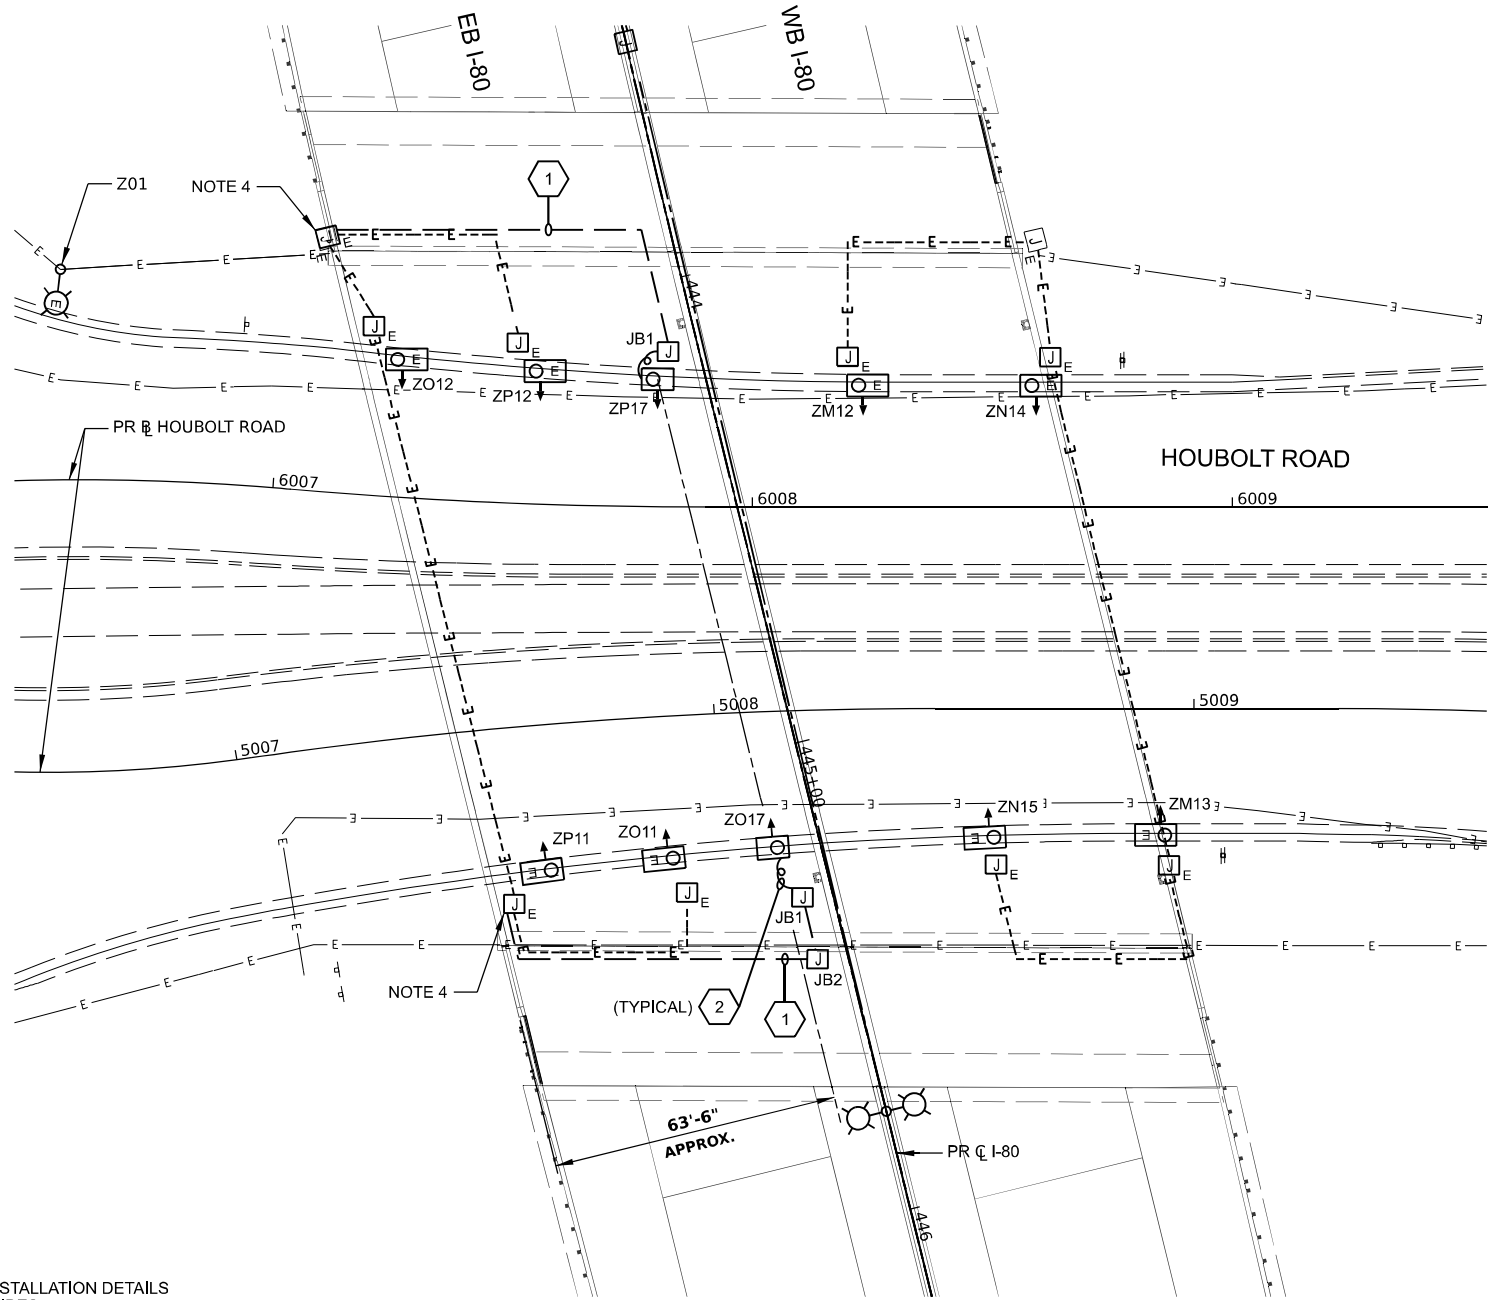 EB I-80
WB I-80
J
Z01
NOTE 4
1
J
E
E
E
J
E
E
E
E
E
E
E
444
JB1
J
E
J
E
J
J
E
J
E
E
ZO12
E
ZP12
ZP17
E
ZM12
E
ZN14
PR B͟L HOUBOLT ROAD
HOUBOLT ROAD
6007
6008
6009
5008
5009
5007
445+00
ZP11
ZO11
ZO17
ZN15
ZM13
E
E
E
E
J
E
J
E
J
JB1
J
E
J
E
NOTE 4
(TYPICAL)
2
1
J
JB2
63'-6"
APPROX.
PR CL I-80
446
STALLATION DETAILS